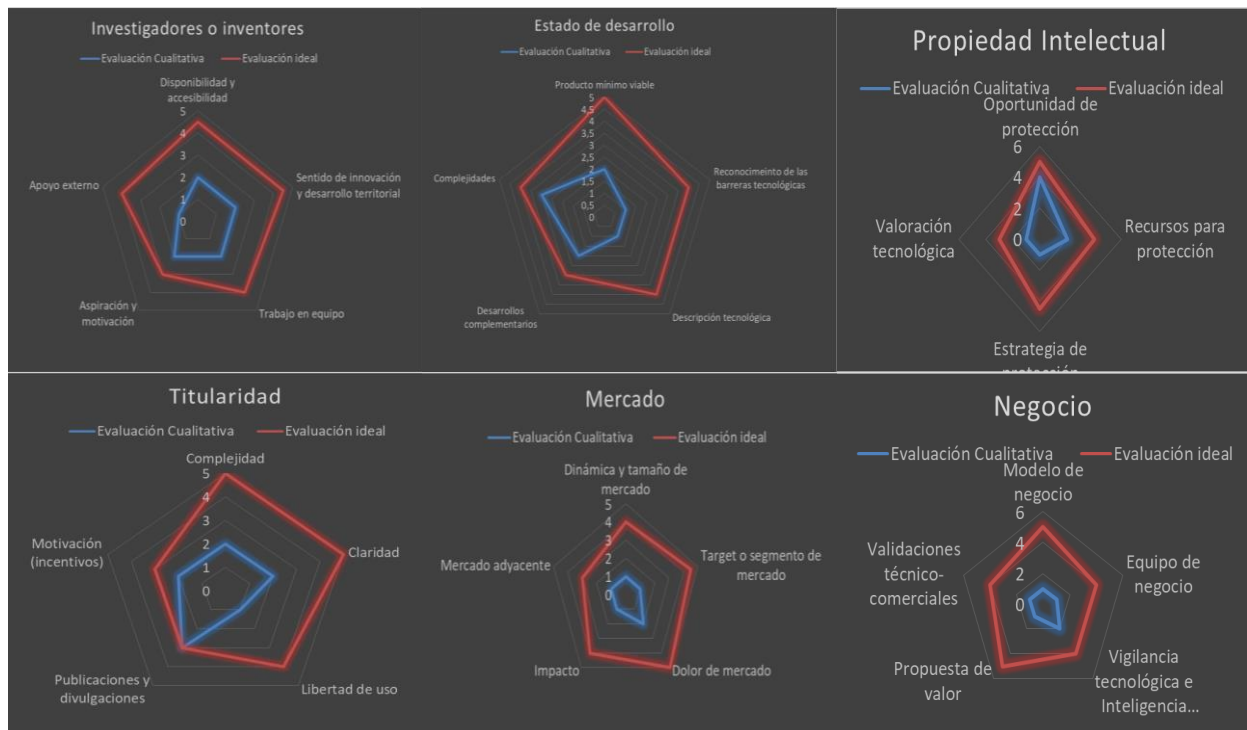 Investigadores o inventores
Evaluación Cualitativa
Evaluación ideal
Disponibilidad y
accesibilidad
5
4
3
2
1
0
Sentido de innovación
y desarrollo territorial
Trabajo en equipo
Aspiración y
motivación
Apoyo externo
Estado de desarrollo
Evaluación Cualitativa
Evaluación ideal
Producto mínimo viable
5
4,5
4
3,5
3
2,5
2
1,5
1
0,5
0
Reconocimeinto de las
barreras tecnológicas
Descripción tecnológica
Desarrollos
complementarios
Complejidades
Propiedad Intelectual
Evaluación Cualitativa
Evaluación ideal
Oportunidad de
protección
6
4
2
0
Recursos para
protección
Estrategia de
protección
Valoración
tecnológica
Titularidad
Evaluación Cualitativa
Evaluación ideal
Complejidad
5
4
3
2
1
0
Claridad
Libertad de uso
Publicaciones y
divulgaciones
Motivación
(incentivos)
Mercado
Evaluación Cualitativa
Evaluación ideal
Dinámica y tamaño de
mercado
5
4
3
2
1
0
Target o segmento de
mercado
Dolor de mercado
Impacto
Mercado adyacente
Negocio
Evaluación Cualitativa
Evaluación ideal
Modelo de
negocio
6
4
2
0
Equipo de
negocio
Vigilancia
tecnológica e
Inteligencia...
Propuesta de
valor
Validaciones
técnico-
comerciales